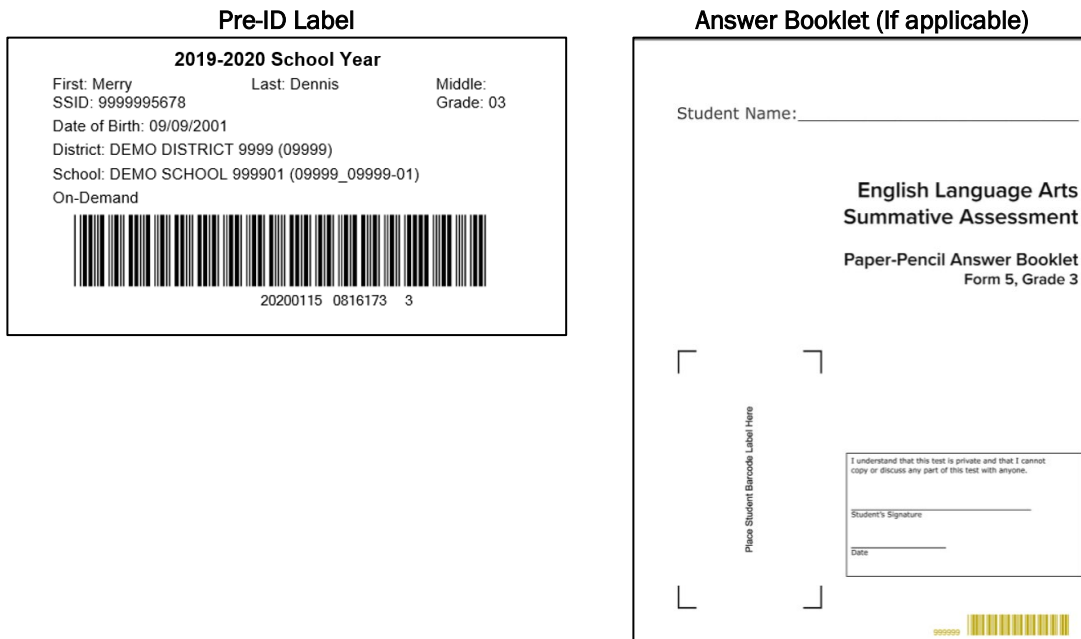 Pre-ID Label
2019-2020 School Year
First: Merry Last: Dennis Middle:
SSID: 9999995678 Grade: 03
Date of Birth: 09/09/2001
District: DEMO DISTRICT 9999 (09999)
School: DEMO SCHOOL 999901 (09999_09999-01)
On-Demand
20200115 0816173 3
Answer Booklet (If applicable)
Student Name:
English Language Arts
Summative Assessment
Paper-Pencil Answer Booklet
Form 5, Grade 3
Place Student Barcode Label Here
I understand that this test is private and that I cannot
copy or discuss any part of this test with anyone.
Student's Signature
Date
999999